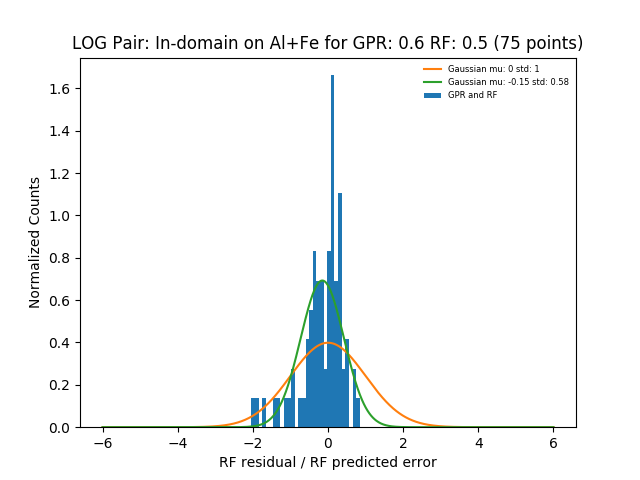 LOG Pair: In-domain on Al+Fe for GPR: 0.6 RF: 0.5 (75 points)
Gaussian mu: 0 std: 1
Gaussian mu: -0.15 std: 0.58
GPR and RF
Normalized Counts
1.6
1.4
1.2
1.0
0.8
0.6
0.4
0.2
0.0
−6
−4
−2
0
2
4
6
RF residual / RF predicted error